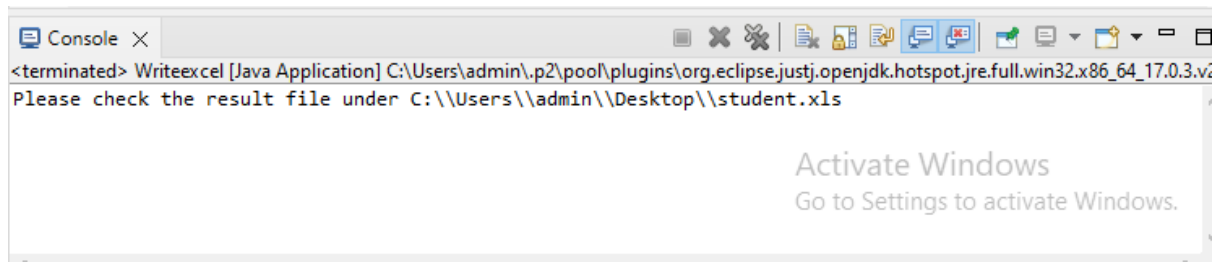 Console
<terminated> Writeexcel [Java Application] C:\Users\admin\.p2\pool\plugins\org.eclipse.justj.openjdk.hotspot.jre.full.win32.x86_64_17.0.3.v2
Please check the result file under C:\\Users\\admin\\Desktop\\student.xls
Activate Windows
Go to Settings to activate Windows.